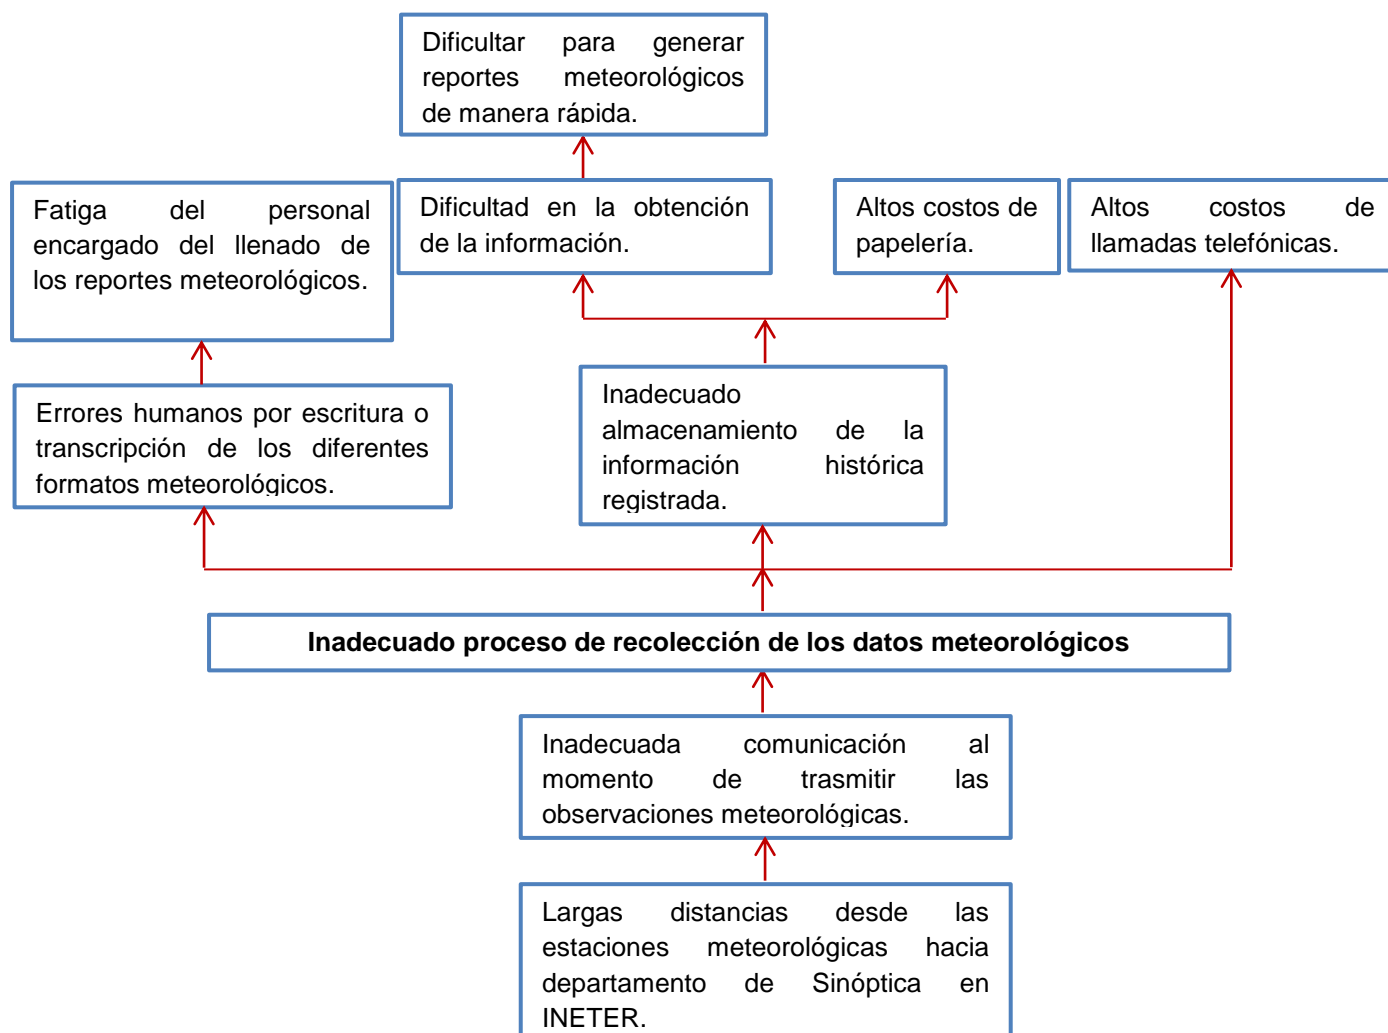 Dificultar para generar
reportes meteorológicos
de manera rápida.
Fatiga del personal
encargado del llenado de
los reportes meteorológicos.
Dificultad en la obtención
de la información.
Altos costos de
papelería.
Altos costos de
llamadas telefónicas.
Errores humanos por escritura o
transcripción de los diferentes
formatos meteorológicos.
Inadecuado
almacenamiento de la
información histórica
registrada.
Inadecuado proceso de recolección de los datos meteorológicos
Inadecuada comunicación al
momento de trasmitir las
observaciones meteorológicas.
Largas distancias desde las
estaciones meteorológicas hacia
departamento de Sinóptica en
INETER.